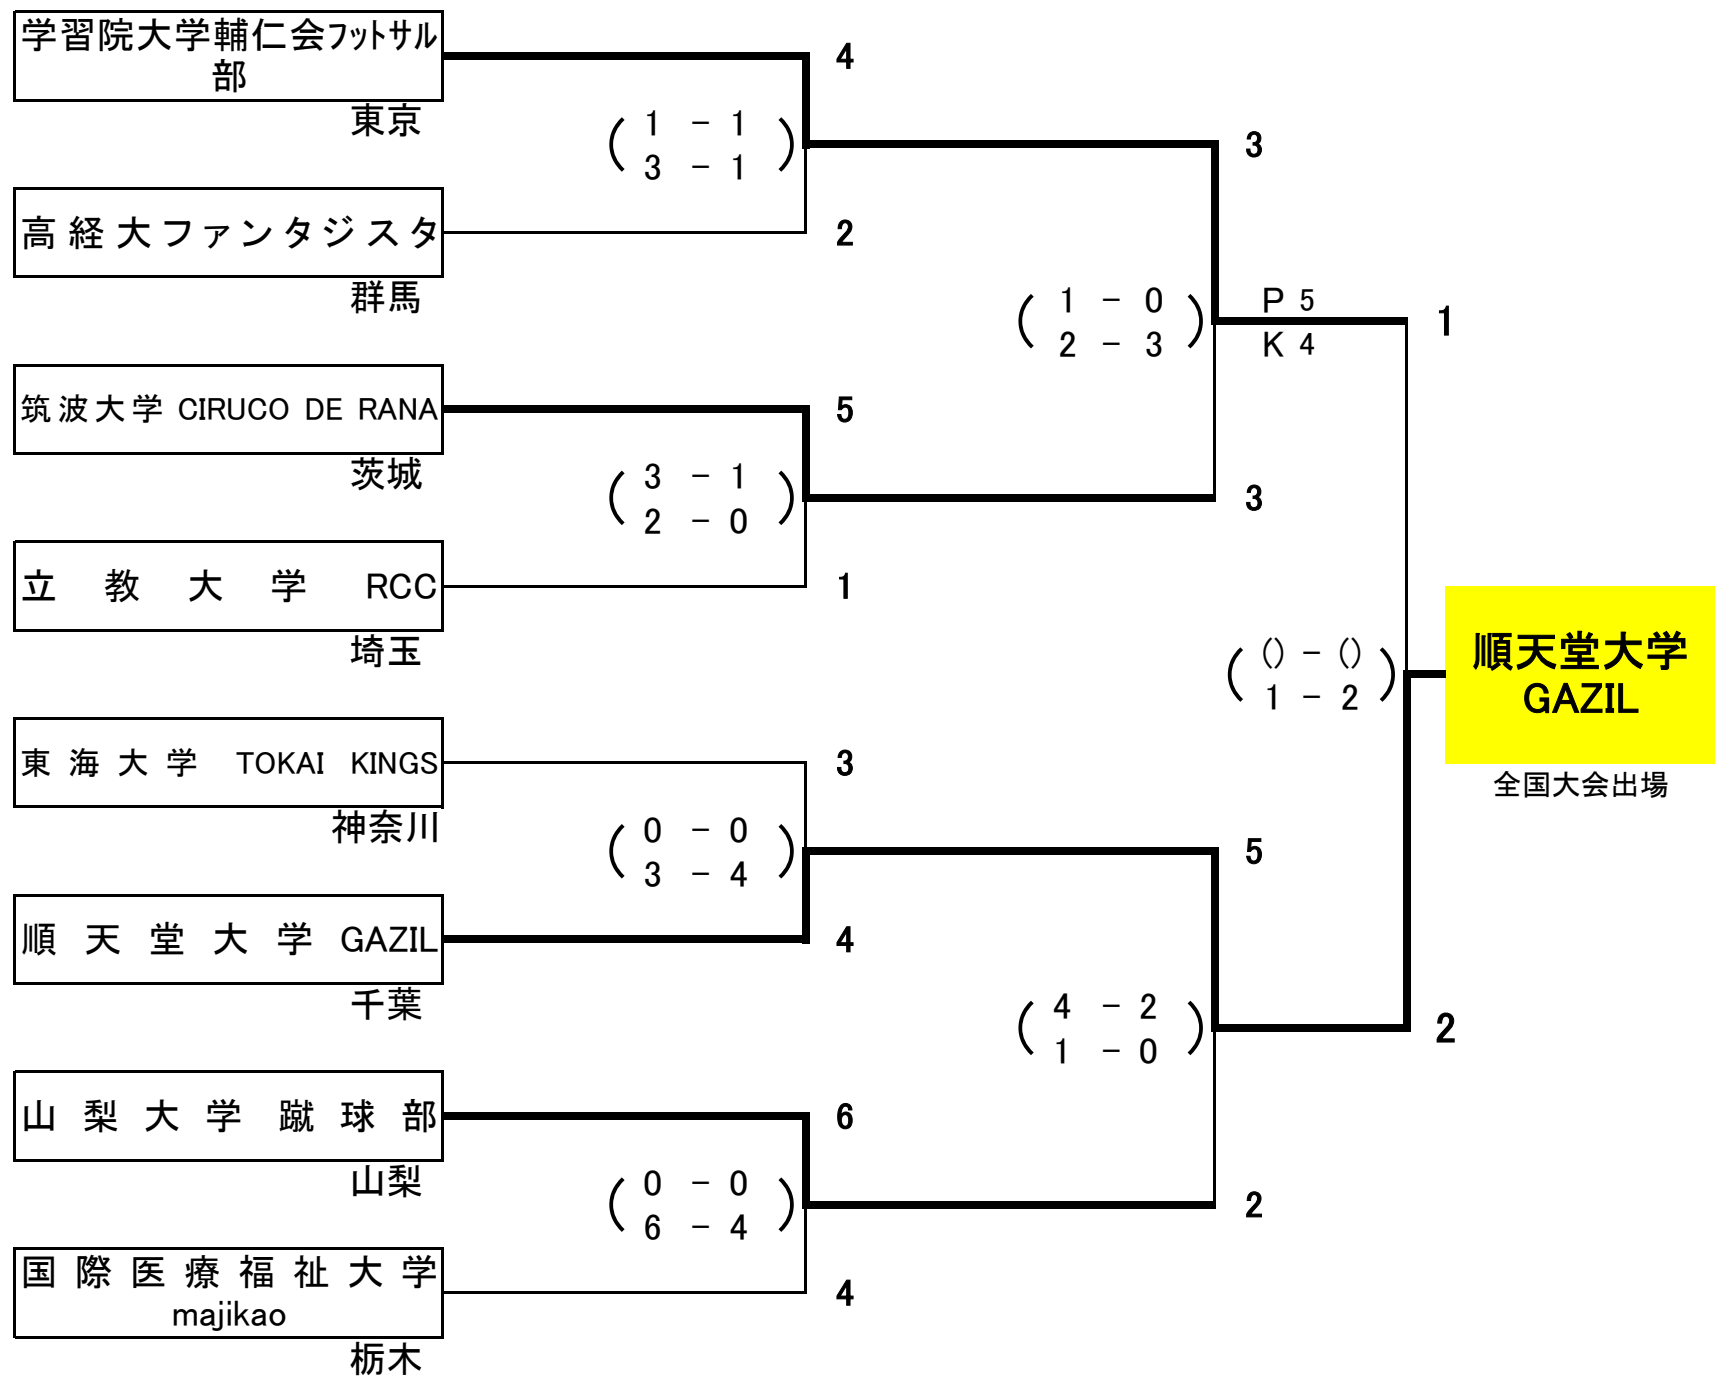 学習院大学輔仁会フットサル
部
東京
4
( 1 - 1 )
3 - 1
3
高経大ファンタジスタ
群馬
2
( 1 - 0 )
2 - 3
P 5
K 4
1
筑波大学 CIRUCO DE RANA
茨城
5
( 3 - 1 )
2 - 0
3
立教大学 RCC
埼玉
1
( () - () )
1 - 2
順天堂大学
GAZIL
全国大会出場
東海大学 TOKAI KINGS
神奈川
3
( 0 - 0 )
3 - 4
5
順天堂大学 GAZIL
千葉
4
( 4 - 2 )
1 - 0
2
山梨大学 蹴球部
山梨
6
( 0 - 0 )
6 - 4
2
国際医療福祉大学
majikao
栃木
4